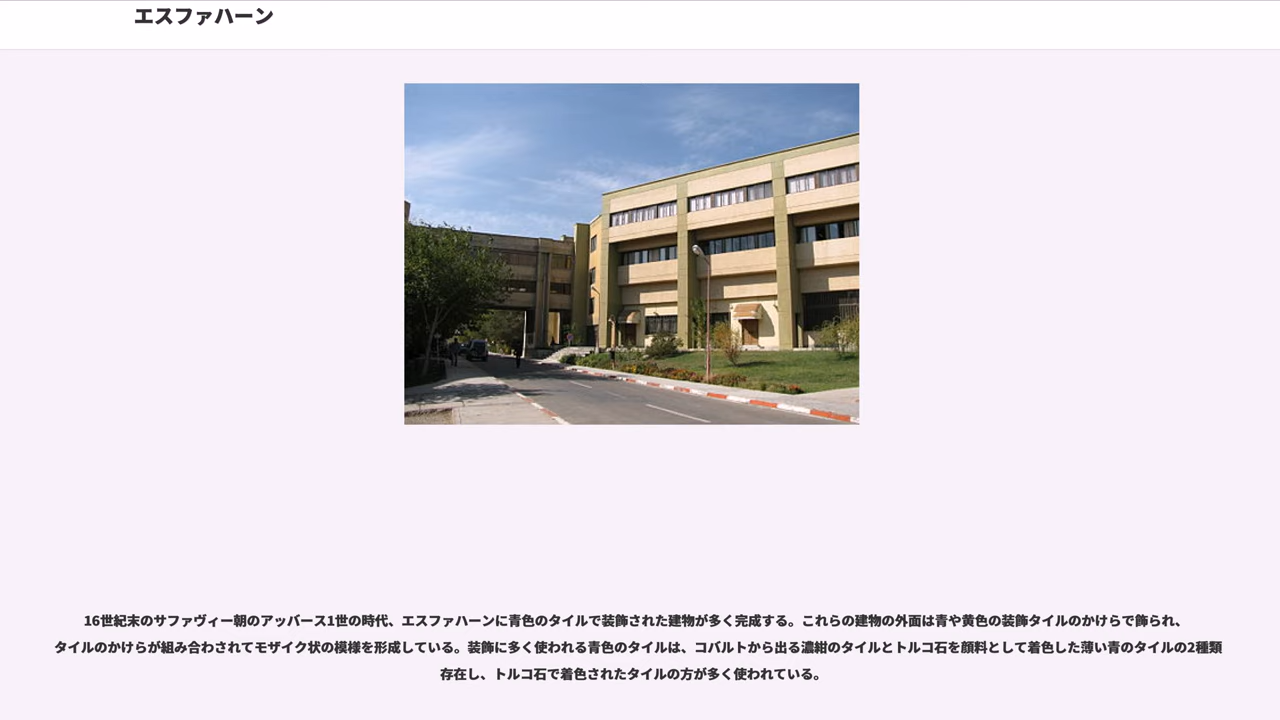 エスファハーン
16世紀末のサファヴィー朝のアッバース1世の時代、エスファハーンに青色のタイルで装飾された建物が多く完成する。これらの建物の外面は青や黄色の装飾タイルのかけらで飾られ、
タイルのかけらが組み合わされてモザイク状の模様を形成している。装飾に多く使われる青色のタイルは、コバルトから出る濃紺のタイルとトルコ石を顔料として着色した薄い青のタイルの2種類
存在し、トルコ石で着色されたタイルの方が多く使われている。